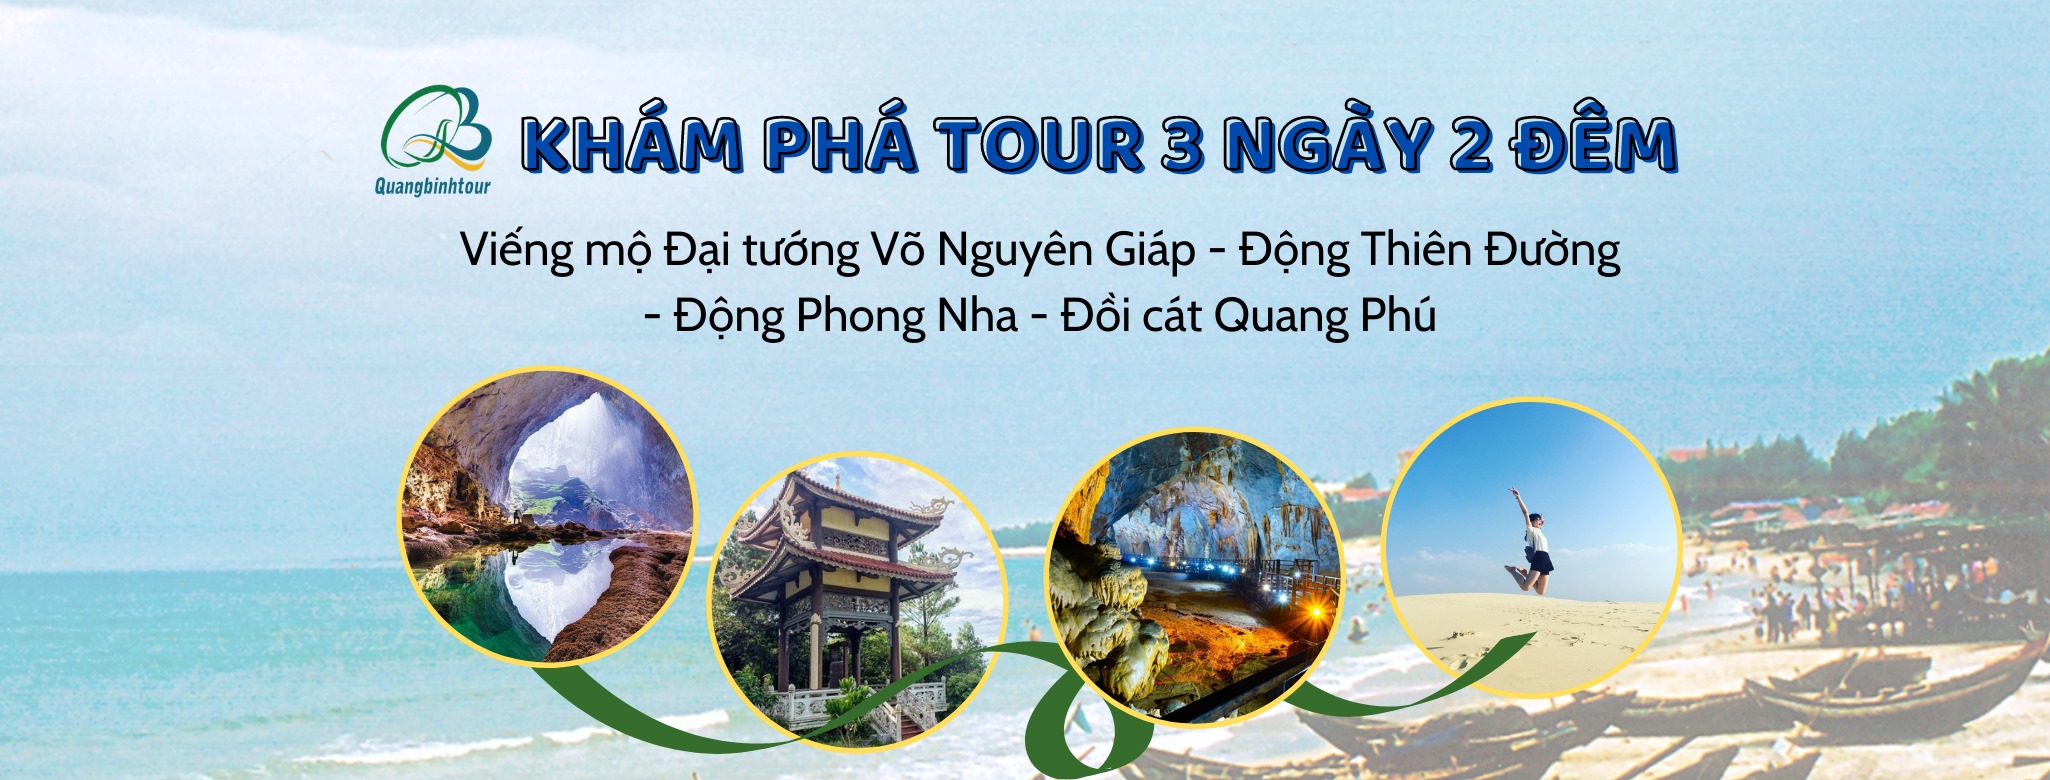 KHÁM PHÁ TOUR 3 NGÀY 2 ĐÊM
Quangbinhtour
Viếng mộ Đại tướng Võ Nguyên Giáp - Động Thiên Đường
- Động Phong Nha - Đồi cát Quang Phú